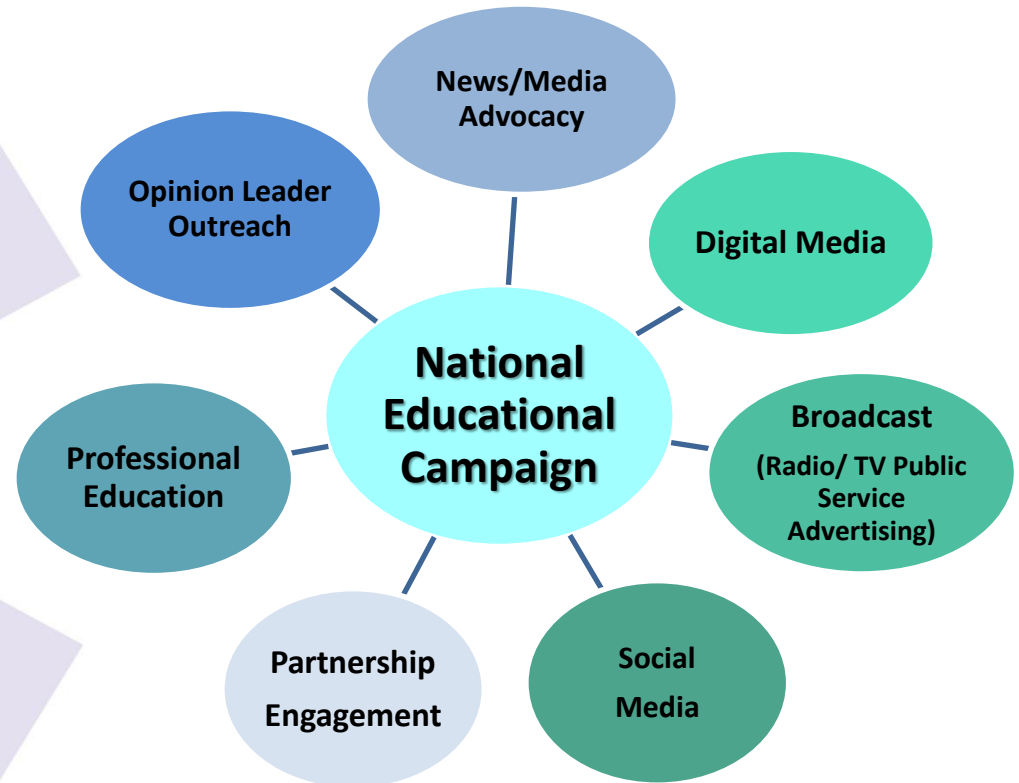 News/Media
Advocacy
Opinion Leader
Outreach
Digital Media
National
Educational
Campaign
Broadcast
(Radio/ TV Public
Service
Advertising)
Professional
Education
Partnership
Engagement
Social
Media